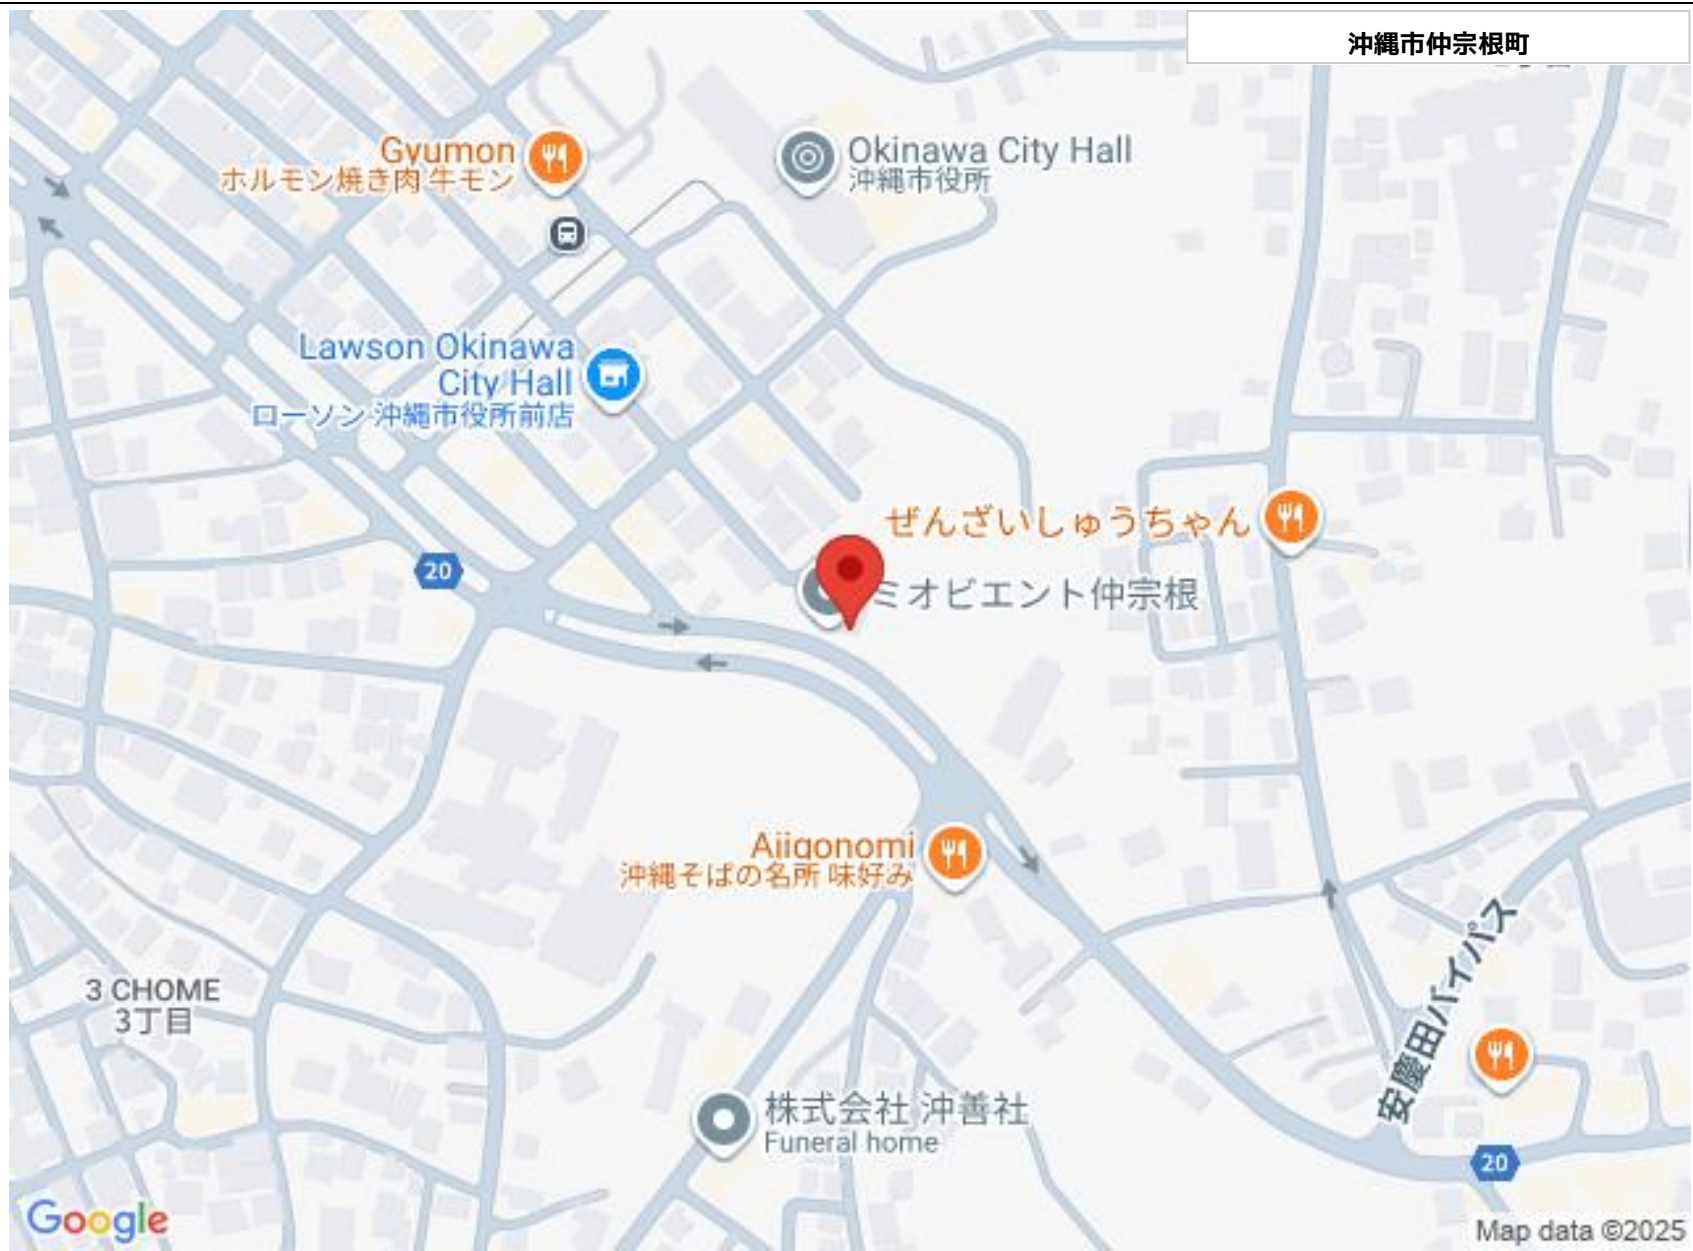 沖縄市仲宗根町
Gyumon
ホルモン焼き肉 牛モン
Okinawa City Hall
沖縄市役所
Lawson Okinawa
City Hall
ローソン 沖縄市役所前店
ぜんざいしゅうちゃん
20
ミオビエント仲宗根
Ajigonomi
沖縄そばの名所 味好み
安慶田バイパス
3 CHOME
3丁目
株式会社 沖善社
Funeral home
20
Google
Map data ©2025